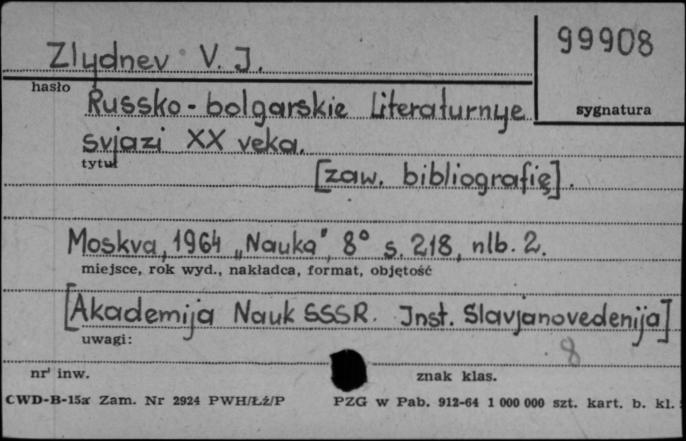 Zlydnev V. J.
99908
hasło
sygnatura
Russko-bolgarskie literaturnye
svjazi XX veka.
tytuł
[zaw. bibliografię].
Moskva, 1964 „Nauka", 8° s. 218, nlb. 2.
miejsce, rok wyd., nakładca, format, objętość
[Akademija Nauk SSSR. Inst. Slavjanovedenija]
uwagi:
8
nr inw.
znak klas.
CWD-B-15a Zam. Nr 2924 PWH/Łź/P PZG w Pab. 912-64 1 000 000 szt. kart. b. kl.